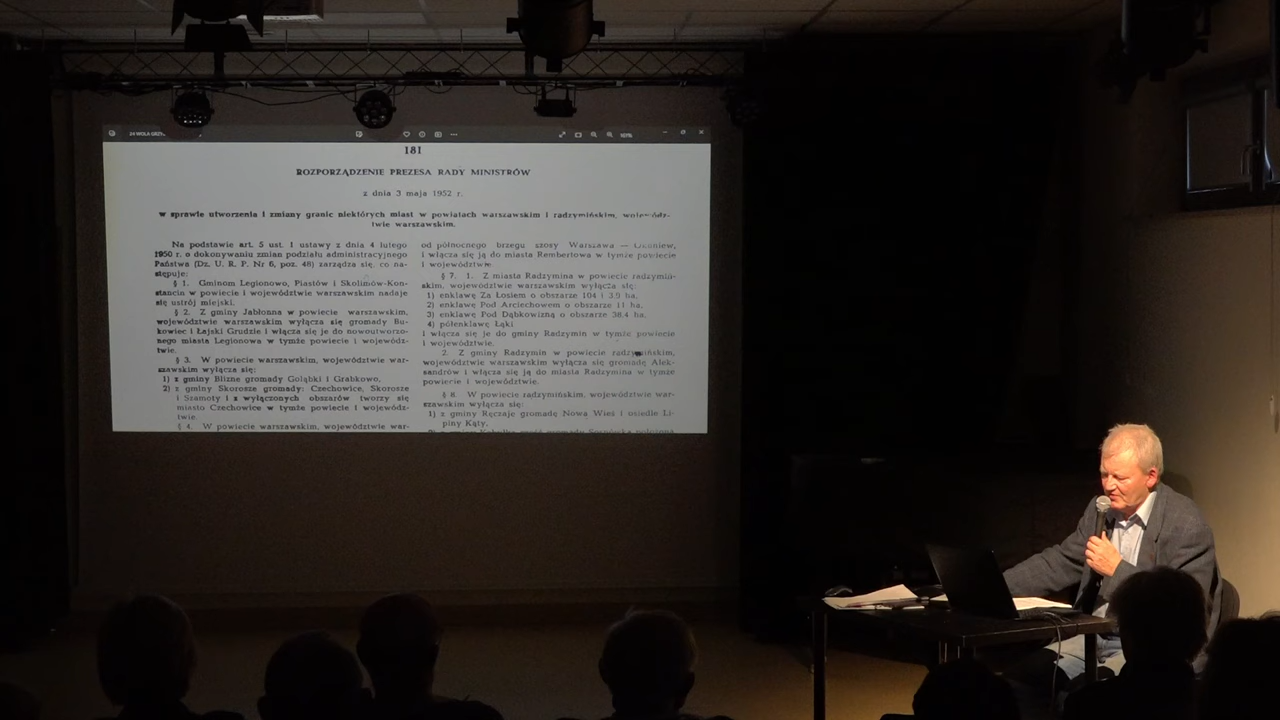 181
ROZPORZĄDZENIE PREZESA RADY MINISTRÓW
z dnia 3 maja 1952 r.
w sprawie utworzenia i zmiany granic niektórych miast w powiatach warszawskim i radzymińskim, wojewódz-
twie warszawskim.
Na podstawie art. 5 ust. 1 ustawy z dnia 4 lutego
1950 r. o dokonywaniu zmian podziału administracyjnego
Państwa (Dz. U. R. P. Nr 6, poz. 48) zarządza się, co na-
stępuje:
§ 1. Gminom Legionowo, Piastów i Skolimów-Kon-
stancin w powiecie i województwie warszawskim nadaje
się ustrój miejski.
§ 2. Z gminy Jabłonna w powiecie warszawskim,
województwie warszawskim wyłącza się gromady Bu-
kowiec i Łajski Grudzie i włącza się je do nowoutworzo-
nego miasta Legionowa w tymże powiecie i wojewódz-
twie.
§ 3. W powiecie warszawskim, województwie war-
szawskim wyłącza się:
1) z gminy Blizne gromady Gołąbki i Grabkowo,
2) z gminy Skorosze gromady: Czechowice, Skorosze
i Szamoty i z wyłączonych obszarów tworzy się
miasto Czechowice w tymże powiecie i wojewódz-
twie.
§ 4. W powiecie warszawskim, województwie war-
od północnego brzegu szosy Warszawa —
i włącza się ją do miasta Rembertowa w tymże powiecie
i województwie.
§ 7. 1. Z miasta Radzymina w powiecie radzymiń-
skim, województwie warszawskim wyłącza się:
1) enklawę Za Łosiem o obszarze 104 i 3.9 ha,
2) enklawę Pod Arciechowem o obszarze 11 ha,
3) enklawę Pod Dąbkowizną o obszarze 38.4 ha,
4) półenklawę Łąki
i włącza się je do gminy Radzymin w tymże powiecie
i województwie.
2. Z gminy Radzymin w powiecie radzymińskim,
województwie warszawskim wyłącza się gromadę Alek-
sandrów i włącza się ją do miasta Radzymina w tymże
powiecie i województwie.
§ 8. W powiecie radzymińskim, województwie war-
szawskim wyłącza się:
1) z gminy Ręczaje gromadę Nowa Wieś i osiedle Li-
piny Kąty,